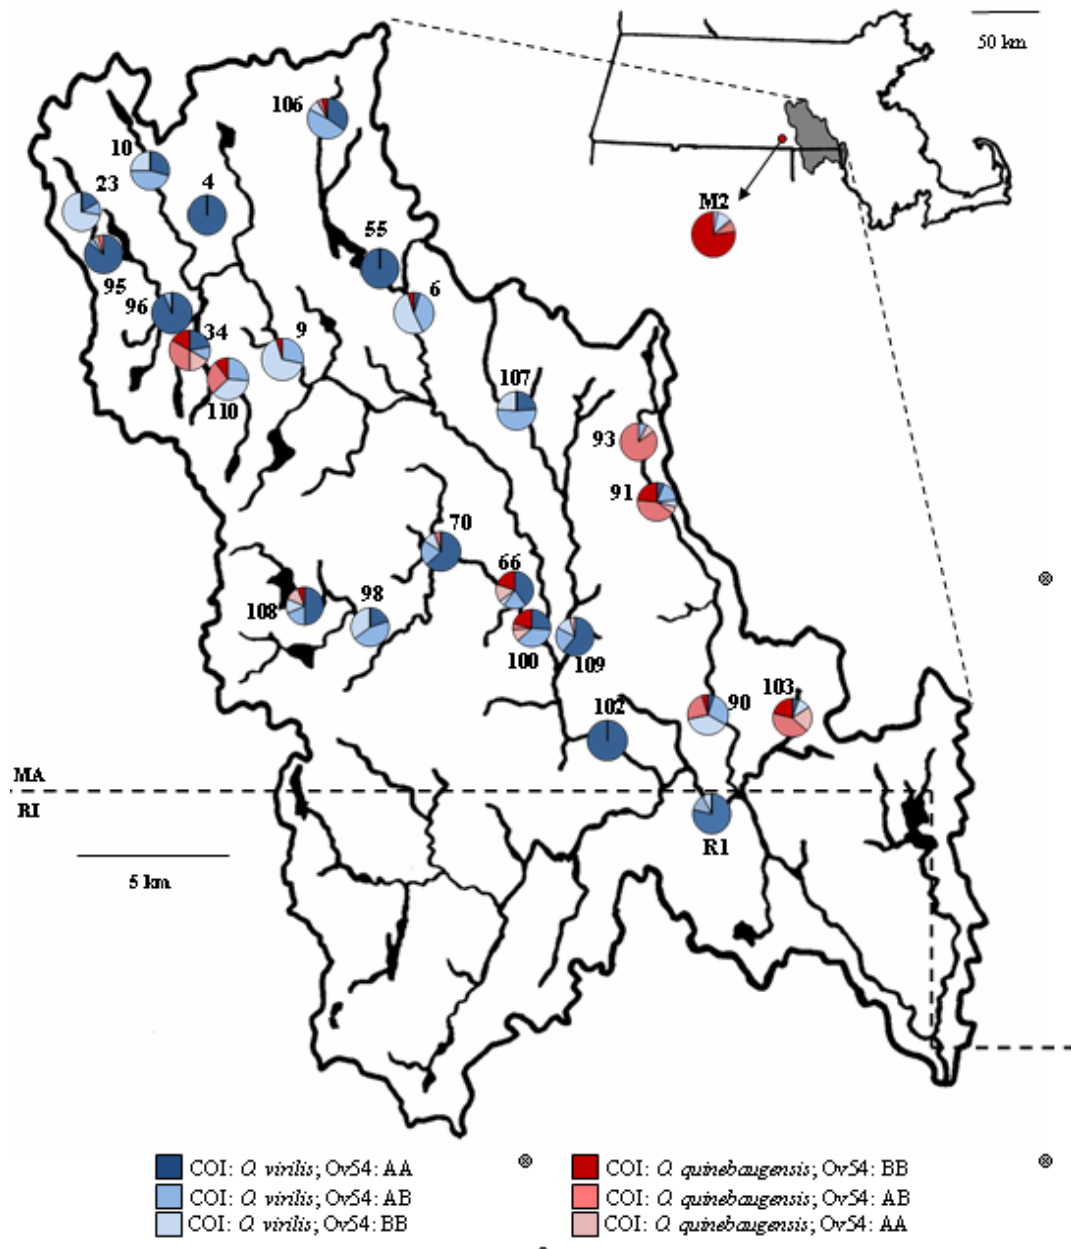 50 km
106
10
4
23
M2
55
95
6
96
34
9
110
107
93
91
70
66
98
108
100
109
103
102
90
MA
RI
R1
5 km
COI: O. virilis; Ov54: AA
COI: O. quinebaugensis; Ov54: BB
COI: O. virilis; Ov54: AB
COI: O. quinebaugensis; Ov54: AB
COI: O. virilis; Ov54: BB
COI: O. quinebaugensis; Ov54: AA